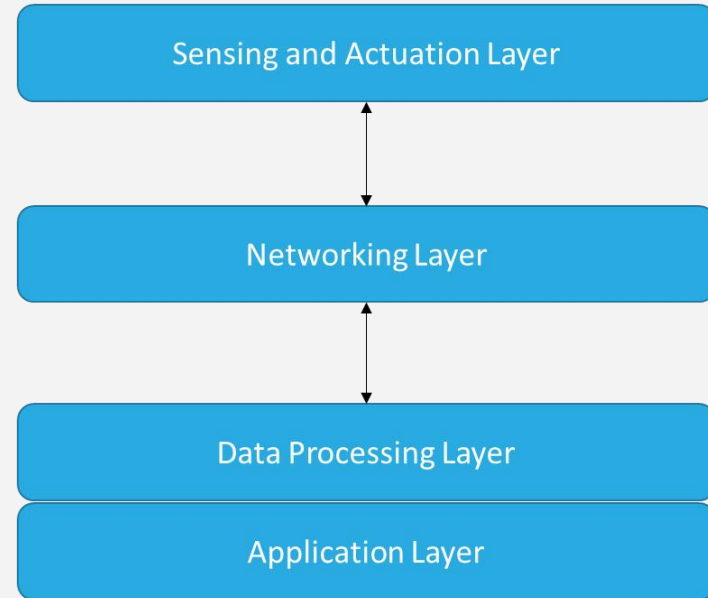 Sensing and Actuation Layer
Networking Layer
Data Processing Layer
Application Layer